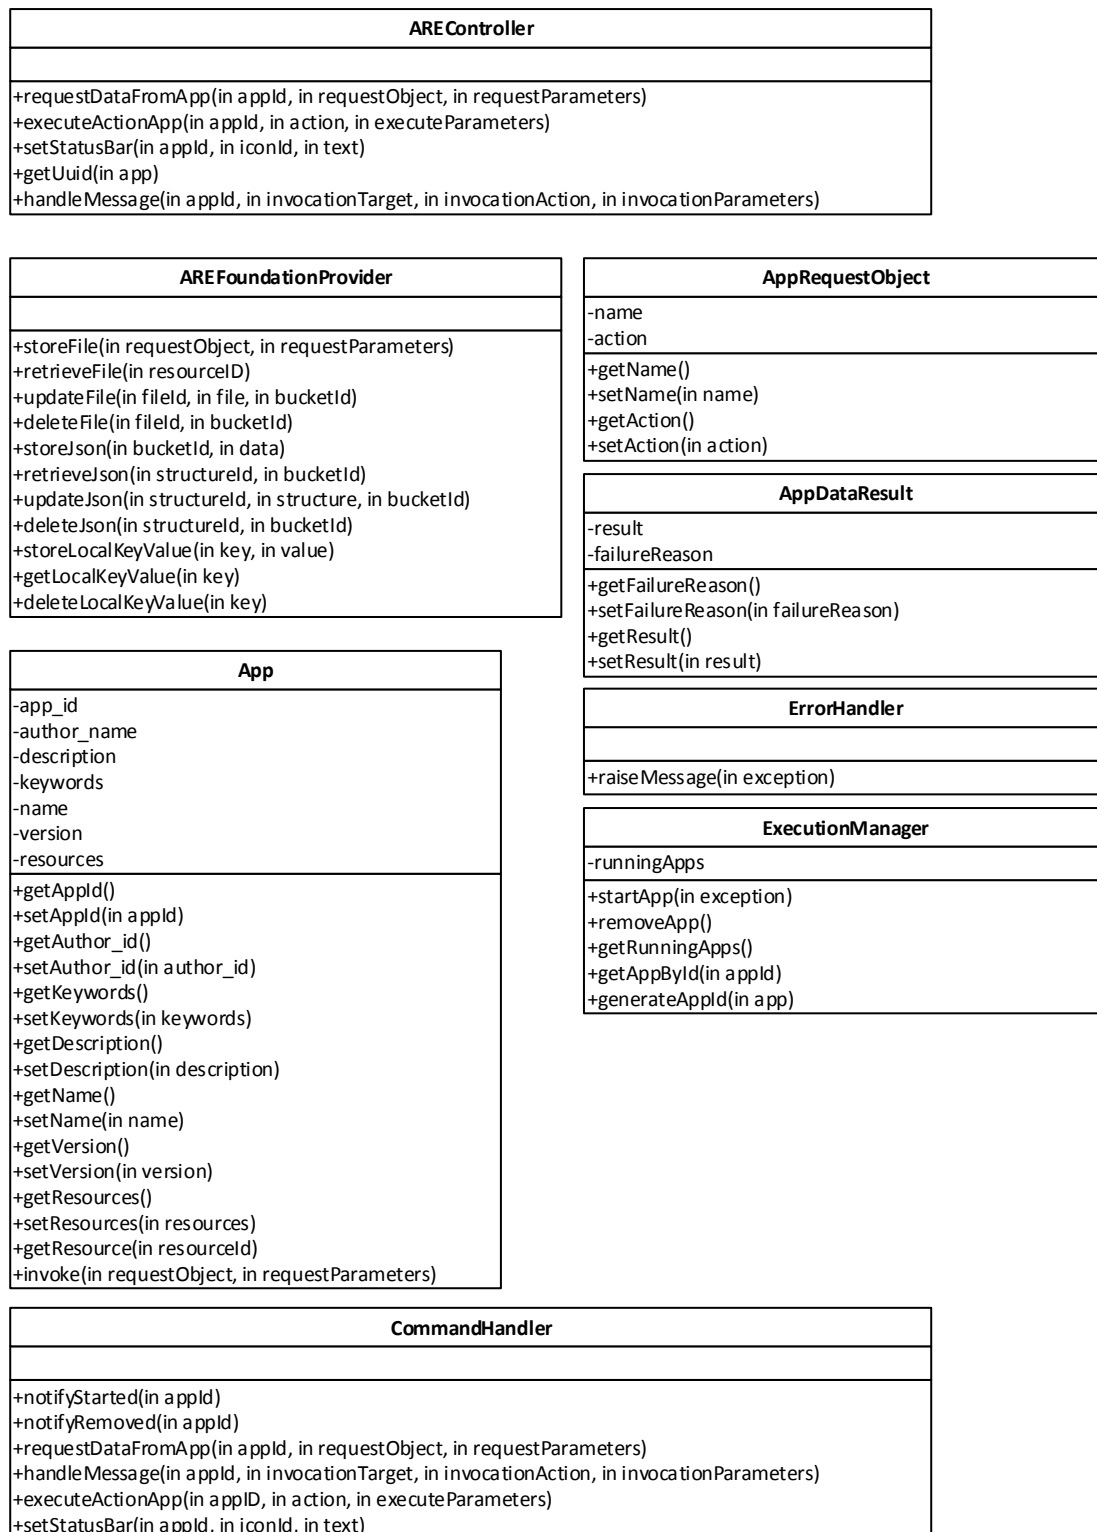 AREController
+requestDataFromApp(in appId, in requestObject, in requestParameters)
+executeActionApp(in appId, in action, in executeParameters)
+setStatusBar(in appId, in iconId, in text)
+getUuid(in app)
+handleMessage(in appId, in invocationTarget, in invocationAction, in invocationParameters)
AREFoundationProvider
+storeFile(in requestObject, in requestParameters)
+retrieveFile(in resourceID)
+updateFile(in fileId, in file, in bucketId)
+deleteFile(in fileId, in bucketId)
+storeJson(in bucketId, in data)
+retrieveJson(in structureId, in bucketId)
+updateJson(in structureId, in structure, in bucketId)
+deleteJson(in structureId, in bucketId)
+storeLocalKeyValue(in key, in value)
+getLocalKeyValue(in key)
+deleteLocalKeyValue(in key)
AppRequestObject
-name
-action
+getName()
+setName(in name)
+getAction()
+setAction(in action)
AppDataResult
-result
-failureReason
+getFailureReason()
+setFailureReason(in failureReason)
+getResult()
+setResult(in result)
ErrorHandler
+raiseMessage(in exception)
ExecutionManager
-runningApps
+startApp(in exception)
+removeApp()
+getRunningApps()
+getAppById(in appId)
+generateAppId(in app)
App
-app_id
-author_name
-description
-keywords
-name
-version
-resources
+getAppId()
+setAppId(in appId)
+getAuthor_id()
+setAuthor_id(in author_id)
+getKeywords()
+setKeywords(in keywords)
+getDescription()
+setDescription(in description)
+getName()
+setName(in name)
+getVersion()
+setVersion(in version)
+getResources()
+setResources(in resources)
+getResource(in resourceId)
+invoke(in requestObject, in requestParameters)
CommandHandler
+notifyStarted(in appId)
+notifyRemoved(in appId)
+requestDataFromApp(in appId, in requestObject, in requestParameters)
+handleMessage(in appId, in invocationTarget, in invocationAction, in invocationParameters)
+executeActionApp(in appID, in action, in executeParameters)
+setStatusBar(in appId, in iconId, in text)